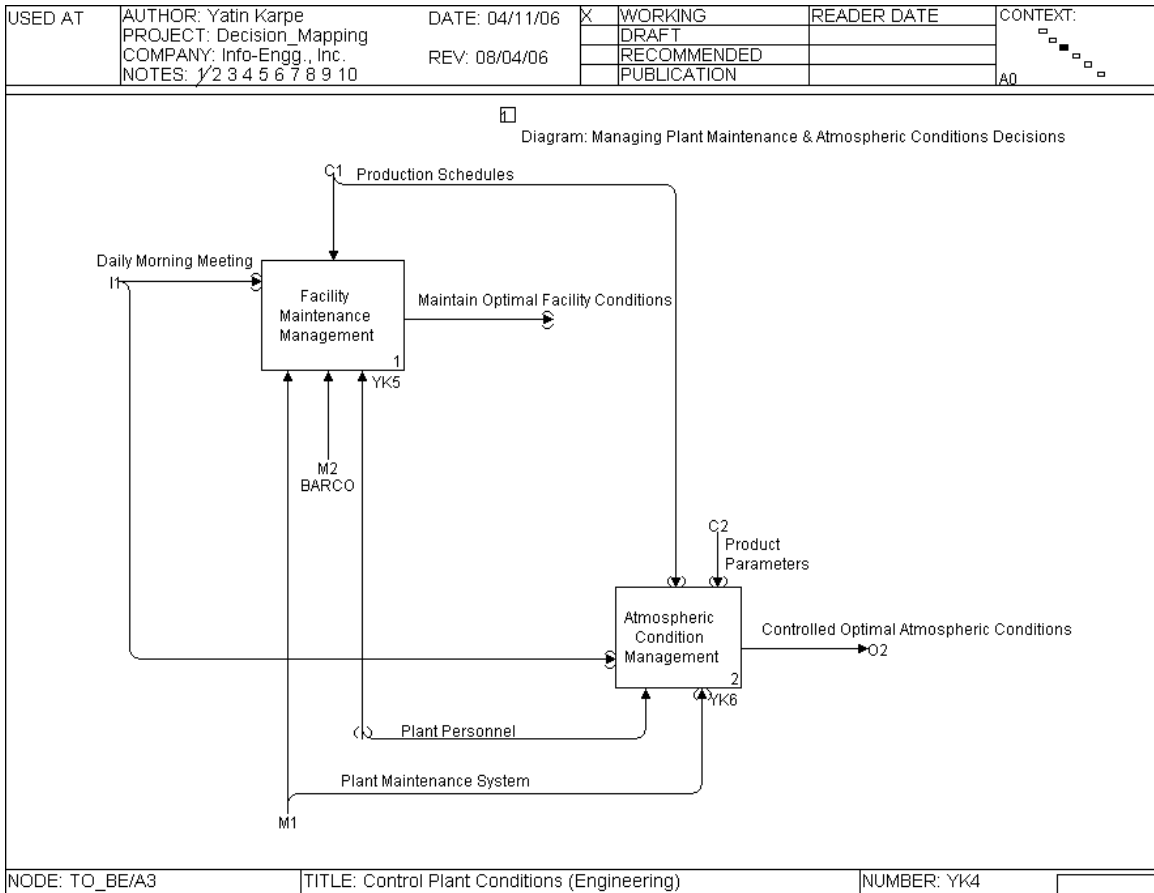 USED AT
AUTHOR: Yatin Karpe
DATE: 04/11/06
PROJECT: Decision_Mapping
COMPANY: Info-Engg., Inc.
REV: 08/04/06
NOTES: 1 2 3 4 5 6 7 8 9 10
X WORKING
DRAFT
RECOMMENDED
PUBLICATION
READER DATE
CONTEXT:
A0
1
Diagram: Managing Plant Maintenance & Atmospheric Conditions Decisions
C1
Production Schedules
Daily Morning Meeting
I1
Facility
Maintenance
Management
1
YK5
Maintain Optimal Facility Conditions
M2
BARCO
C2
Product
Parameters
Atmospheric
Condition
Management
2
YK6
Controlled Optimal Atmospheric Conditions
O2
Plant Personnel
Plant Maintenance System
M1
NODE: TO_BE/A3
TITLE: Control Plant Conditions (Engineering)
NUMBER: YK4